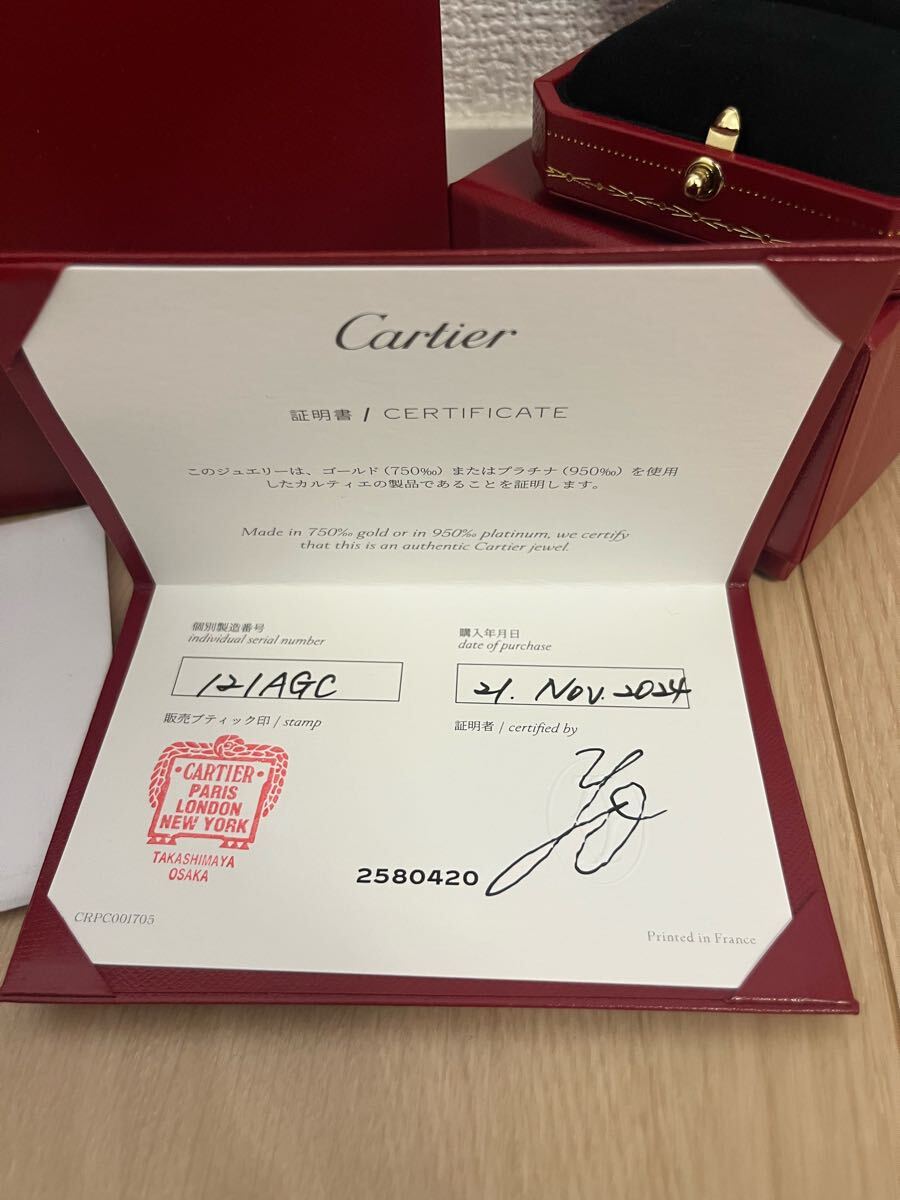 Cartier
証明書 / CERTIFICATE
このジュエリーは、ゴールド（750‰）またはプラチナ（950‰）を使用
したカルティエの製品であることを証明します。
Made in 750‰ gold or in 950‰ platinum, we certify
that this is an authentic Cartier jewel.
個別製造番号
individual serial number
121AGC
購入年月日
date of purchase
21. Nov. 2024
販売ブティック印 / stamp
CARTIER
PARIS
LONDON
NEW YORK
TAKASHIMAYA
OSAKA
証明者 / certified by
2580420
CRPC001705
Printed in France